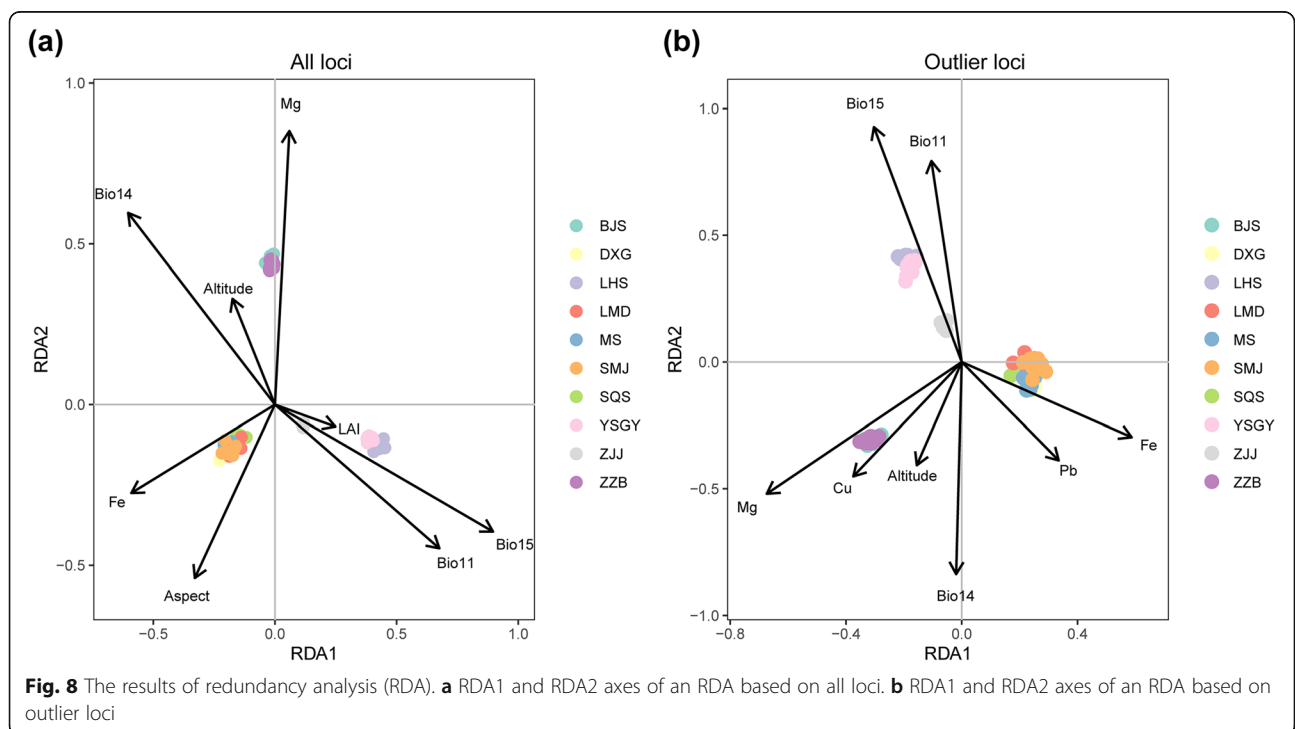 (a)
All loci
1.0
0.5
0.0
−0.5
−0.5
0.0
0.5
1.0
RDA2
RDA1
Mg
Bio14
Altitude
LAI
Fe
Aspect
Bio11
Bio15
BJS
DXG
LHS
LMD
MS
SMJ
SQS
YSGY
ZJJ
ZZB
(b)
Outlier loci
1.0
0.5
0.0
−0.5
−1.0
−0.8
−0.4
0.0
0.4
RDA2
RDA1
Bio15
Bio11
Fe
Pb
Mg
Cu
Altitude
Bio14
BJS
DXG
LHS
LMD
MS
SMJ
SQS
YSGY
ZJJ
ZZB
Fig. 8 The results of redundancy analysis (RDA). a RDA1 and RDA2 axes of an RDA based on all loci. b RDA1 and RDA2 axes of an RDA based on
outlier loci